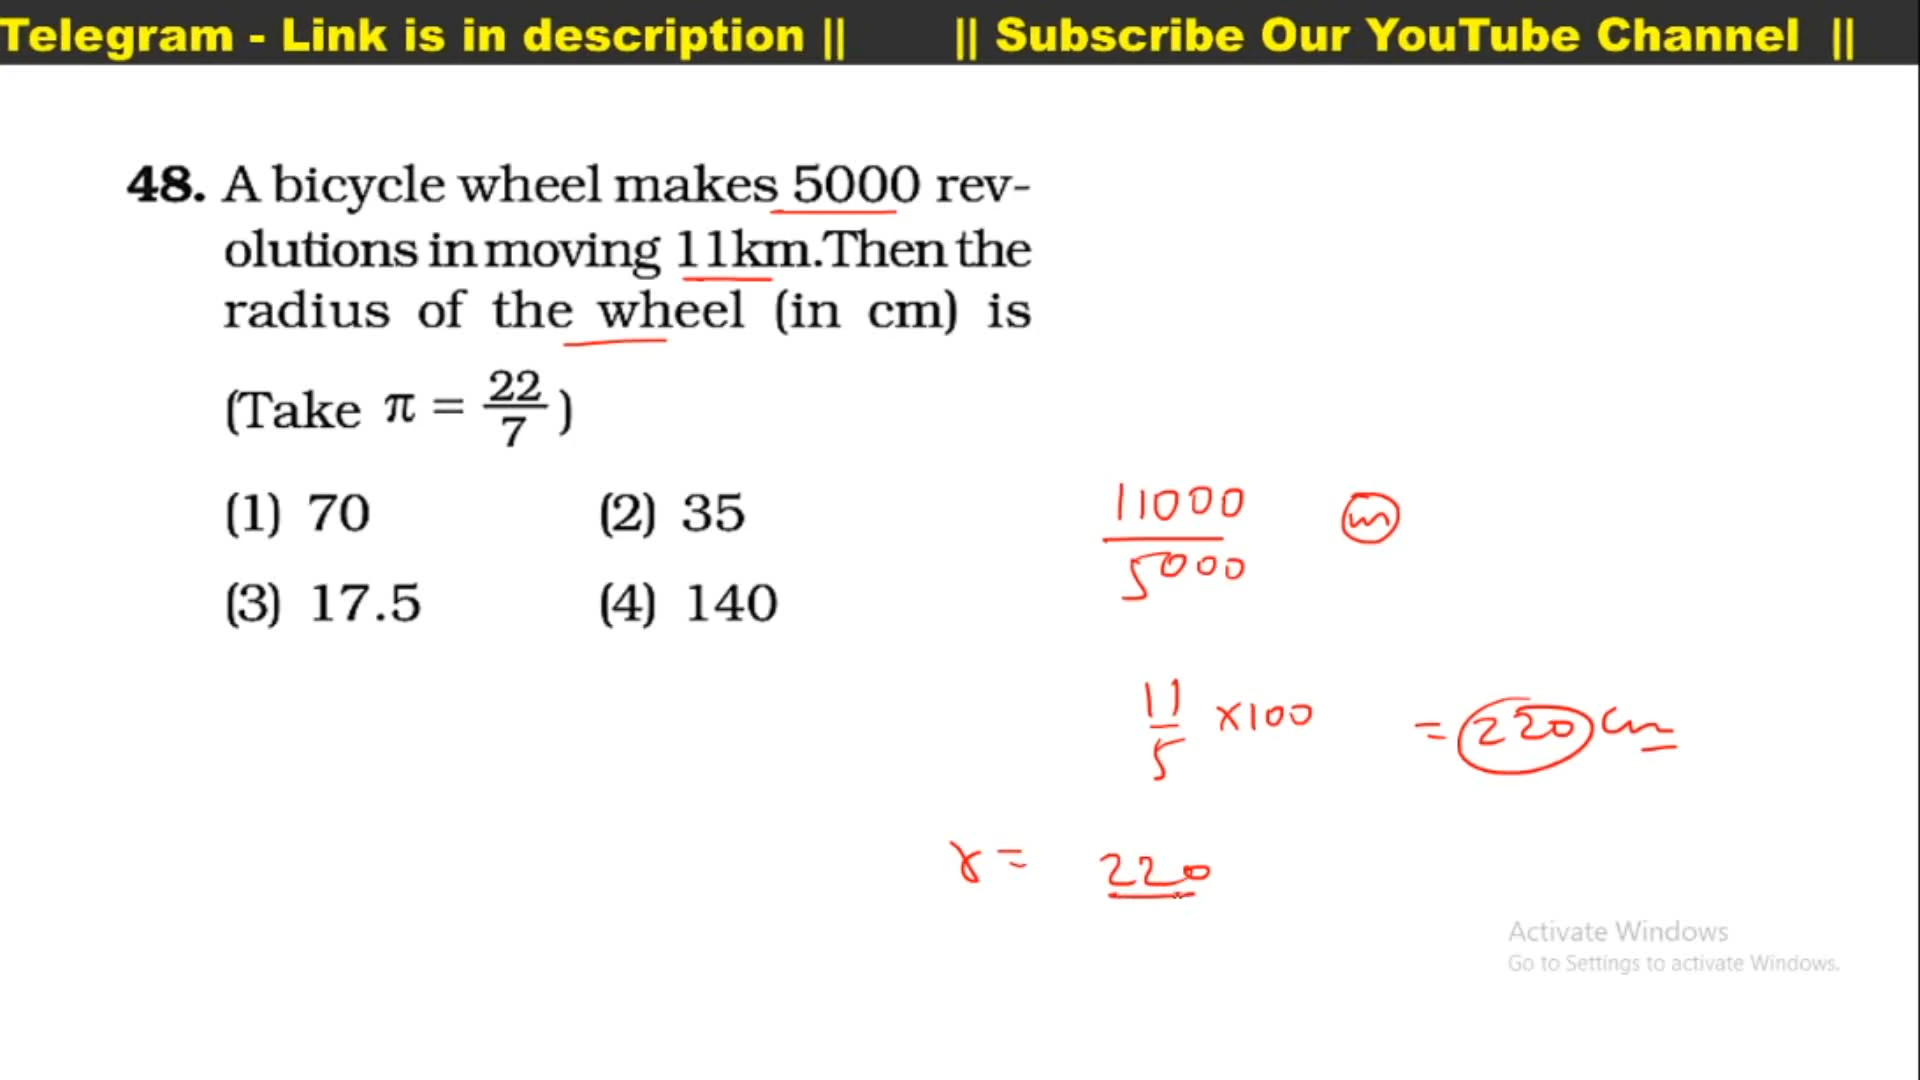 Telegram - Link is in description || || Subscribe Our YouTube Channel ||
48. A bicycle wheel makes 5000 rev-
olutions in moving 11km.Then the
radius of the wheel (in cm) is
(Take π = 22/7)
(1) 70 (2) 35
(3) 17.5 (4) 140
11000/5000 m
11/5 ×100 = 220 cm
r = 220
Activate Windows
Go to Settings to activate Windows.